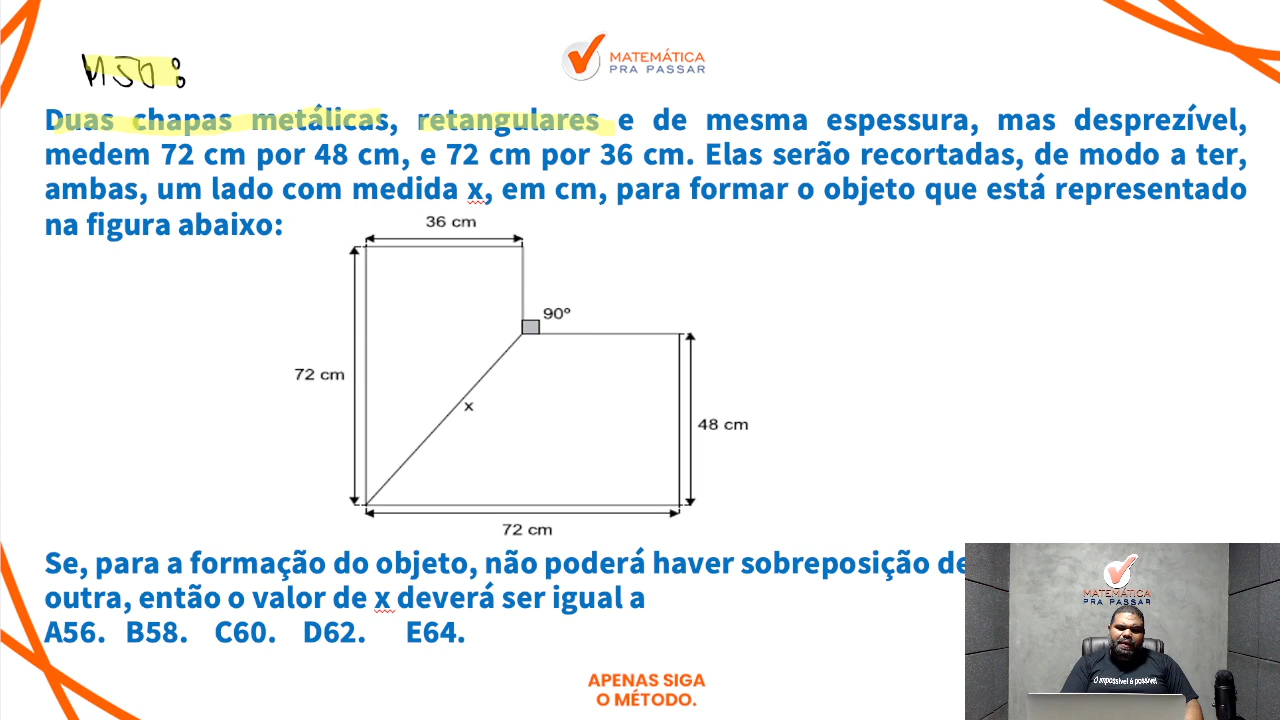 MATEMÁTICA
PRA PASSAR
Duas chapas metálicas, retangulares e de mesma espessura, mas desprezível,
medem 72 cm por 48 cm, e 72 cm por 36 cm. Elas serão recortadas, de modo a ter,
ambas, um lado com medida x, em cm, para formar o objeto que está representado
na figura abaixo:
36 cm
90º
72 cm
x
48 cm
72 cm
Se, para a formação do objeto, não poderá haver sobreposição de
outra, então o valor de x deverá ser igual a
A56. B58. C60. D62. E64.
MATEMÁTICA
PRA PASSAR
O impossível é possível
APENAS SIGA
O MÉTODO.